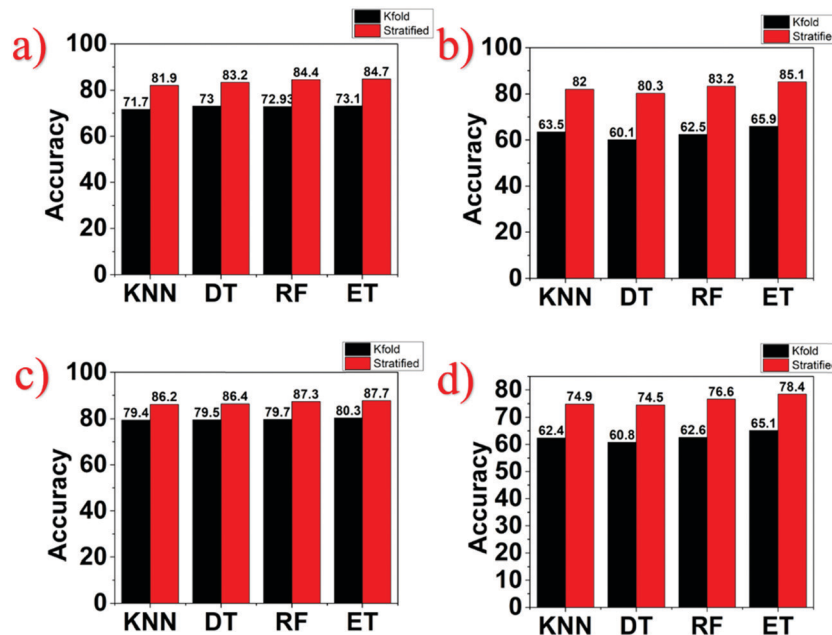 a)
Kfold
Stratified
Accuracy
100
80
60
40
20
0
71.7 81.9 73 83.2 72.93 84.4 73.1 84.7
KNN DT RF ET
b)
Kfold
Stratified
Accuracy
100
80
60
40
20
0
63.5 82 60.1 80.3 62.5 83.2 65.9 85.1
KNN DT RF ET
c)
Kfold
Stratified
Accuracy
100
80
60
40
20
0
79.4 86.2 79.5 86.4 79.7 87.3 80.3 87.7
KNN DT RF ET
d)
Kfold
Stratified
Accuracy
80
70
60
50
40
30
20
10
0
62.4 74.9 60.8 74.5 62.6 76.6 65.1 78.4
KNN DT RF ET